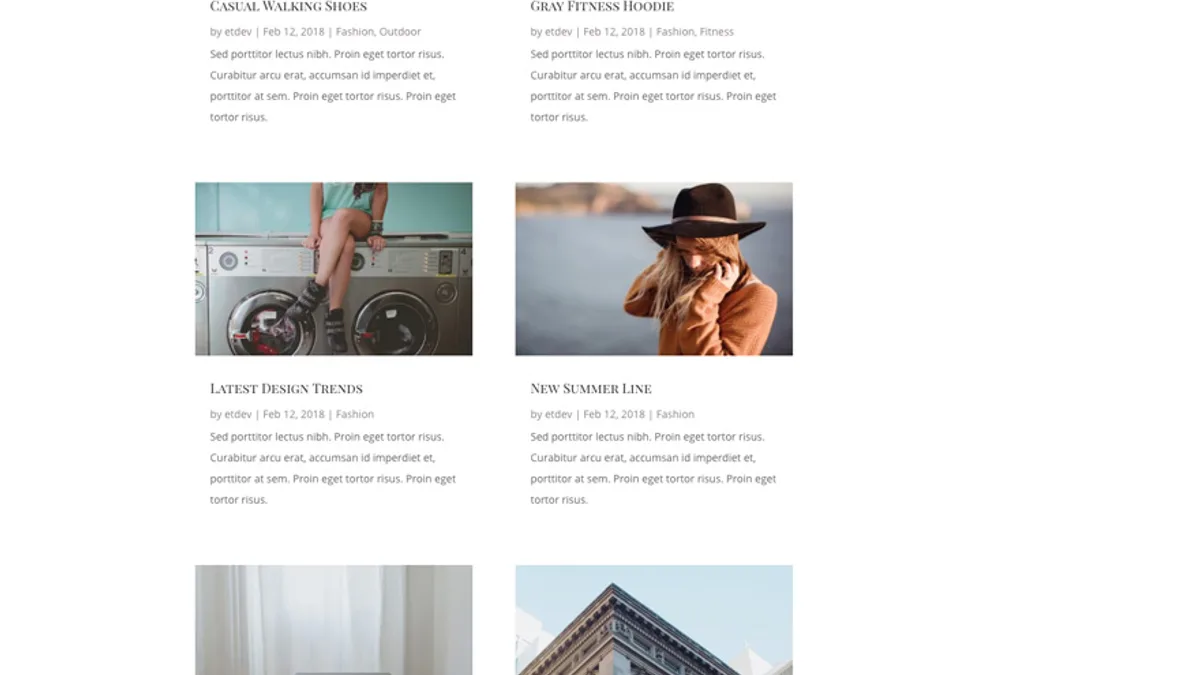 Casual Walking Shoes
by etdev | Feb 12, 2018 | Fashion, Outdoor
Sed porttitor lectus nibh. Proin eget tortor risus.
Curabitur arcu erat, accumsan id imperdiet et,
porttitor at sem. Proin eget tortor risus. Proin eget
tortor risus.
Gray Fitness Hoodie
by etdev | Feb 12, 2018 | Fashion, Fitness
Sed porttitor lectus nibh. Proin eget tortor risus.
Curabitur arcu erat, accumsan id imperdiet et,
porttitor at sem. Proin eget tortor risus. Proin eget
tortor risus.
Latest Design Trends
by etdev | Feb 12, 2018 | Fashion
Sed porttitor lectus nibh. Proin eget tortor risus.
Curabitur arcu erat, accumsan id imperdiet et,
porttitor at sem. Proin eget tortor risus. Proin eget
tortor risus.
New Summer Line
by etdev | Feb 12, 2018 | Fashion
Sed porttitor lectus nibh. Proin eget tortor risus.
Curabitur arcu erat, accumsan id imperdiet et,
porttitor at sem. Proin eget tortor risus. Proin eget
tortor risus.